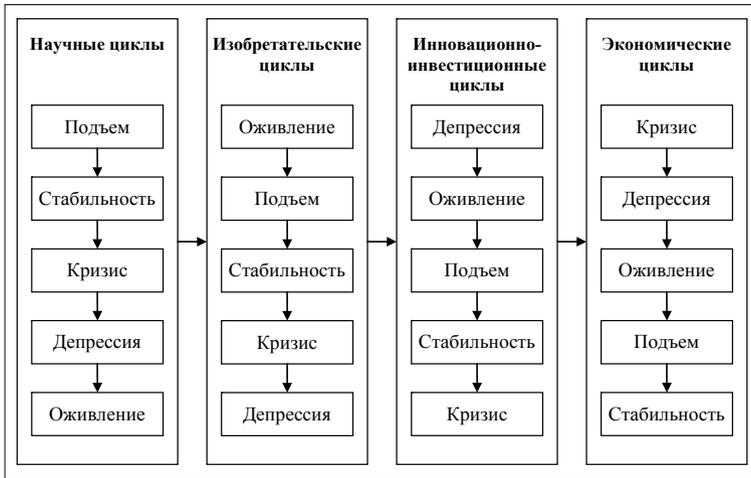 Научные циклы
Подъем
Стабильность
Кризис
Депрессия
Оживление
Изобретательские
циклы
Оживление
Подъем
Стабильность
Кризис
Депрессия
Инновационно-
инвестиционные
циклы
Депрессия
Оживление
Подъем
Стабильность
Кризис
Экономические
циклы
Кризис
Депрессия
Оживление
Подъем
Стабильность